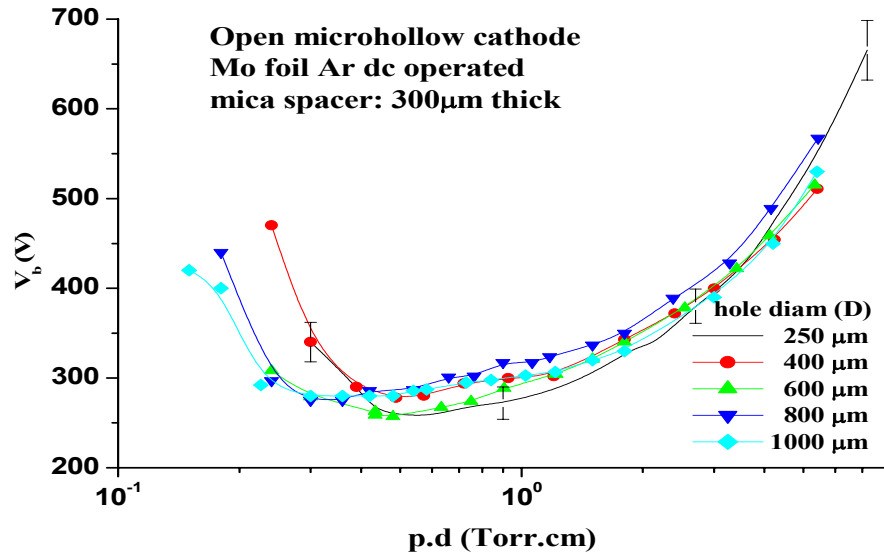 700
600
500
400
300
200
V_b(V)
Open microhollow cathode
Mo foil Ar dc operated
mica spacer: 300μm thick
hole diam (D)
250 μm
400 μm
600 μm
800 μm
1000 μm
10^-1
10^0
p.d (Torr.cm)